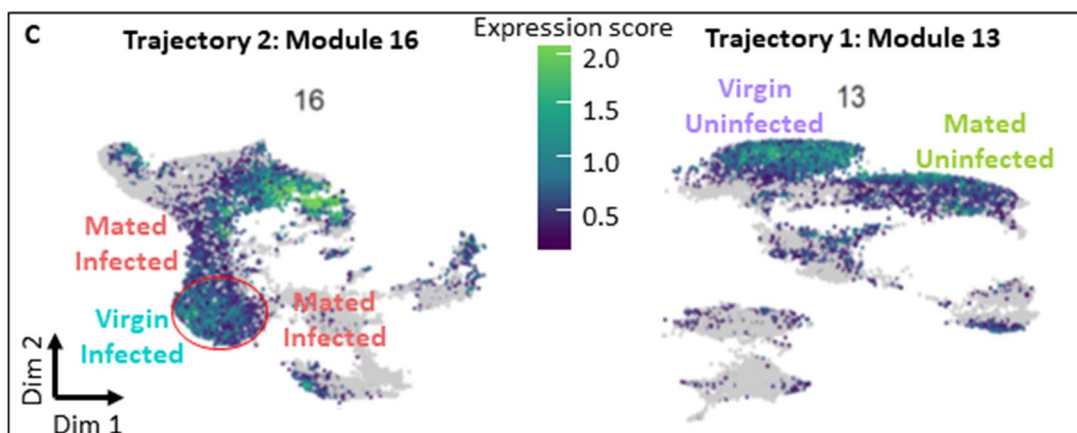 C
Trajectory 2: Module 16
Expression score
2.0
1.5
1.0
0.5
Trajectory 1: Module 13
16
13
Virgin
Uninfected
Mated
Uninfected
Mated
Infected
Virgin
Infected
Mated
Infected
Dim 2
Dim 1